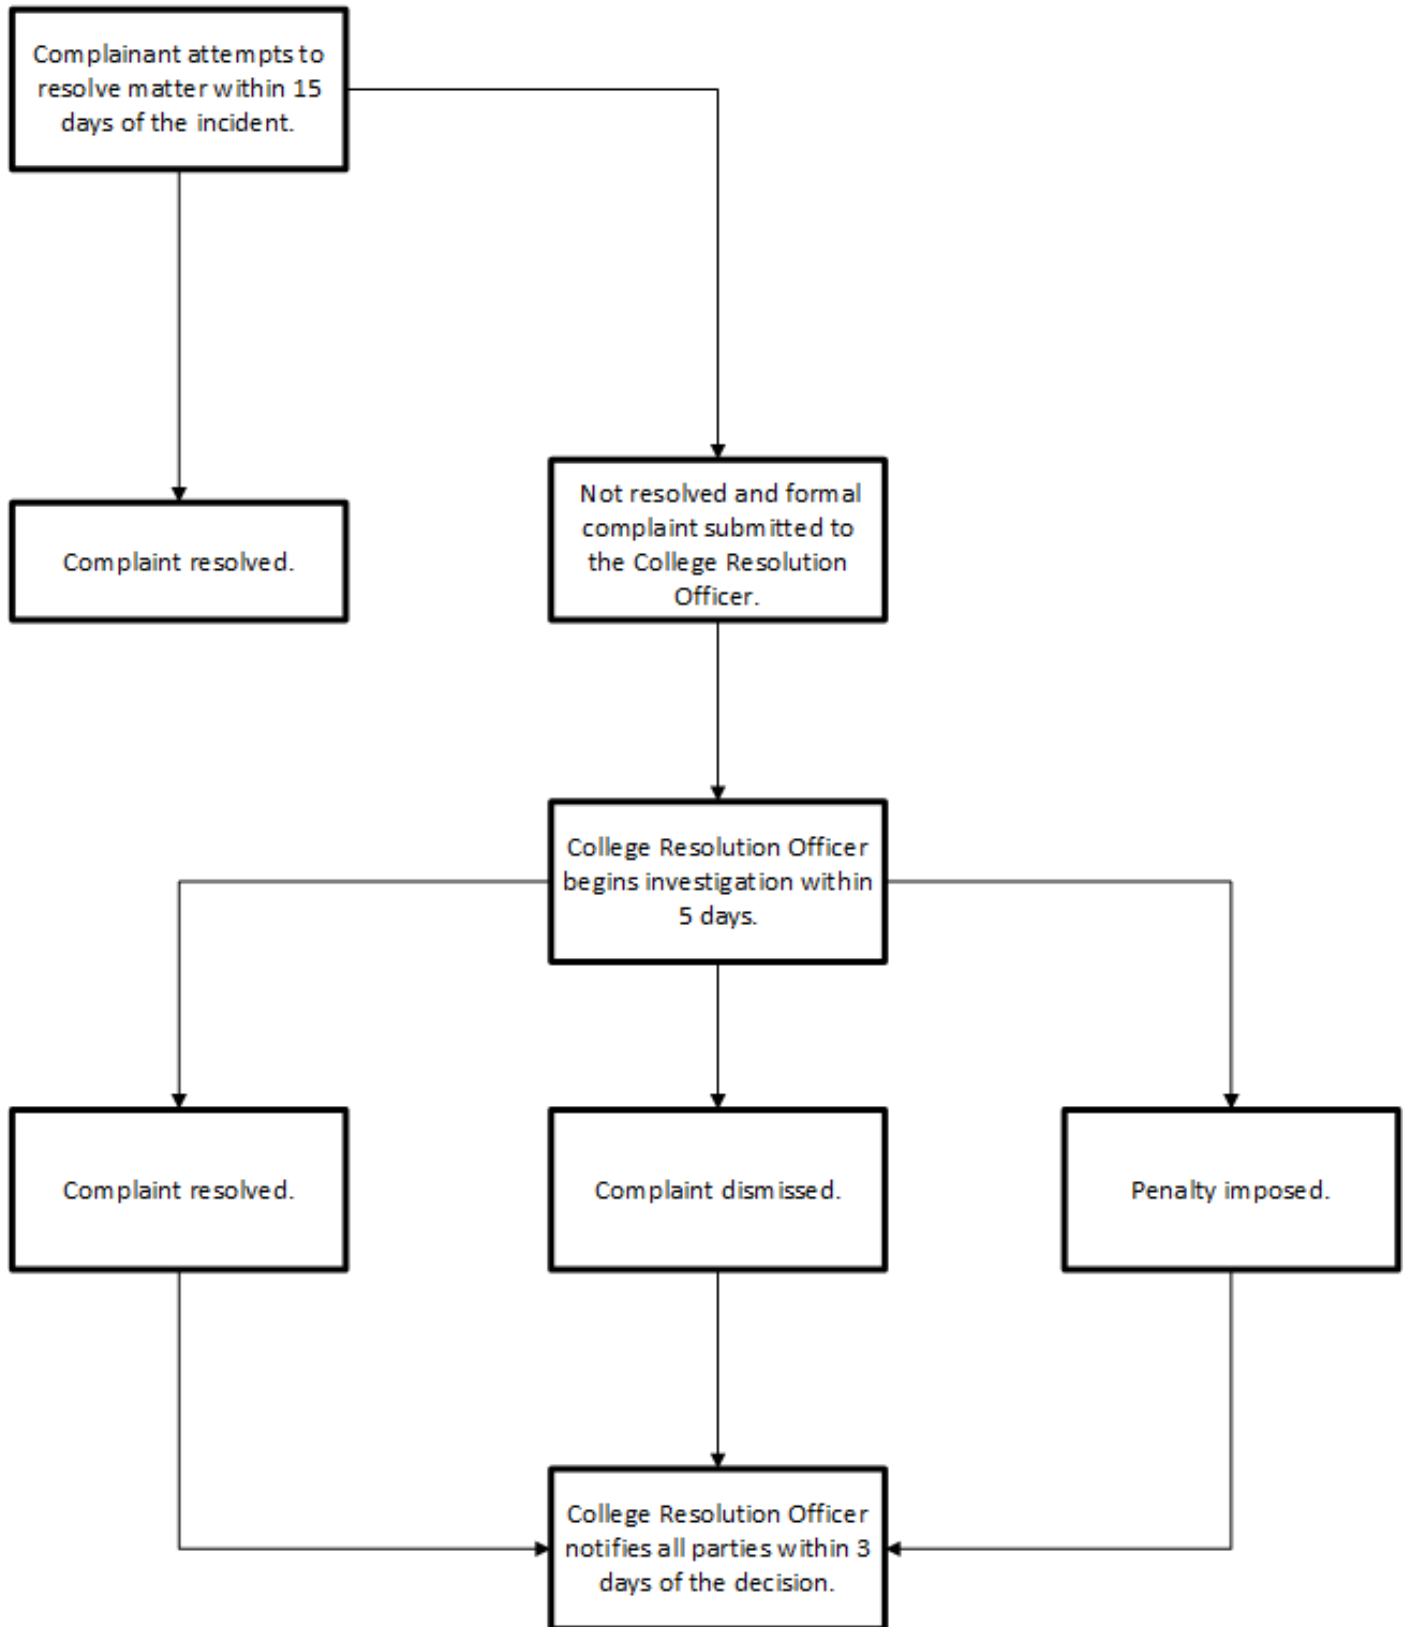 Complainant attempts to
resolve matter within 15
days of the incident.
Complaint resolved.
Not resolved and formal
complaint submitted to
the College Resolution
Officer.
College Resolution Officer
begins investigation within
5 days.
Complaint resolved.
Complaint dismissed.
Penalty imposed.
College Resolution Officer
notifies all parties within 3
days of the decision.